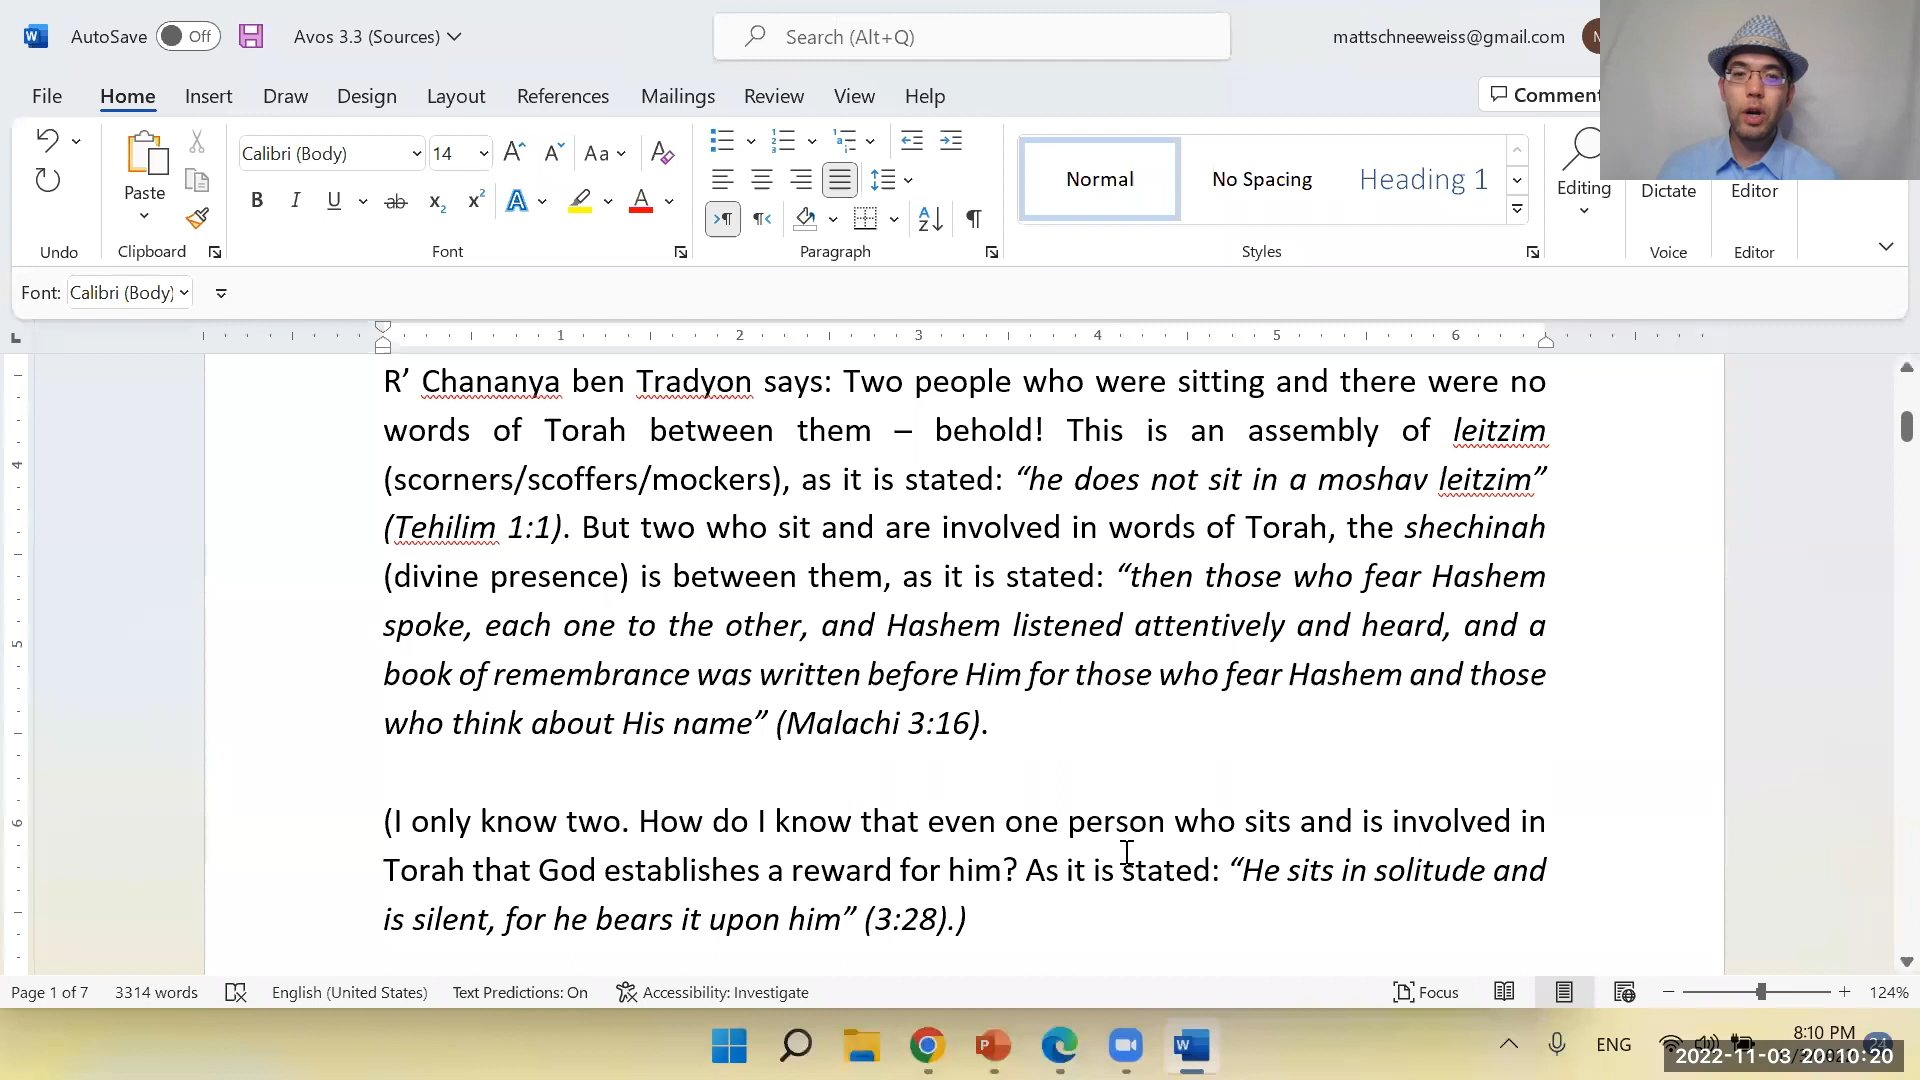 AutoSave Off Avos 3.3 (Sources) Search (Alt+Q) mattschneeweiss@gmail.com
File Home Insert Draw Design Layout References Mailings Review View Help Comment
Calibri (Body) 14 Aa
Normal No Spacing Heading 1
Paste Editing Dictate Editor
B I U ab
Undo Clipboard Font Paragraph Styles Voice Editor
Font: Calibri (Body)
1 2 3 4 5 6
R’ Chananya ben Tradyon says: Two people who were sitting and there were no
words of Torah between them – behold! This is an assembly of leitzim
(scorners/scoffers/mockers), as it is stated: “he does not sit in a moshav leitzim”
(Tehilim 1:1). But two who sit and are involved in words of Torah, the shechinah
(divine presence) is between them, as it is stated: “then those who fear Hashem
spoke, each one to the other, and Hashem listened attentively and heard, and a
book of remembrance was written before Him for those who fear Hashem and those
who think about His name” (Malachi 3:16).
(I only know two. How do I know that even one person who sits and is involved in
Torah that God establishes a reward for him? As it is stated: “He sits in solitude and
is silent, for he bears it upon him” (3:28).)
4
5
6
Page 1 of 7 3314 words English (United States) Text Predictions: On Accessibility: Investigate Focus 124%
ENG 8:10 PM
2022-11-03 20:10:20